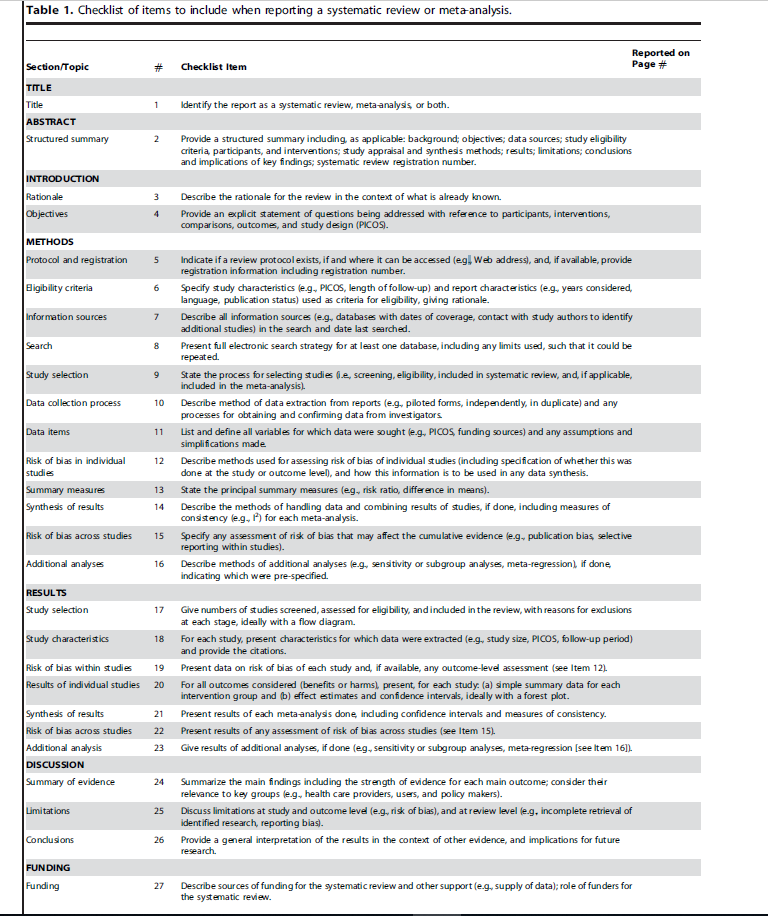 Table 1. Checklist of items to include when reporting a systematic review or meta-analysis.
Reported on
Section/Topic # Checklist Item Page #
TITLE
Title 1 Identify the report as a systematic review, meta-analysis, or both.
ABSTRACT
Structured summary 2 Provide a structured summary including, as applicable: background; objectives; data sources; study eligibility
criteria, participants, and interventions; study appraisal and synthesis methods; results; limitations; conclusions
and implications of key findings; systematic review registration number.
INTRODUCTION
Rationale 3 Describe the rationale for the review in the context of what is already known.
Objectives 4 Provide an explicit statement of questions being addressed with reference to participants, interventions,
comparisons, outcomes, and study design (PICOS).
METHODS
Protocol and registration 5 Indicate if a review protocol exists, if and where it can be accessed (e.g., Web address), and, if available, provide
registration information including registration number.
Eligibility criteria 6 Specify study characteristics (e.g., PICOS, length of follow-up) and report characteristics (e.g., years considered,
language, publication status) used as criteria for eligibility, giving rationale.
Information sources 7 Describe all information sources (e.g., databases with dates of coverage, contact with study authors to identify
additional studies) in the search and date last searched.
Search 8 Present full electronic search strategy for at least one database, including any limits used, such that it could be
repeated.
Study selection 9 State the process for selecting studies (i.e., screening, eligibility, included in systematic review, and, if applicable,
included in the meta-analysis).
Data collection process 10 Describe method of data extraction from reports (e.g., piloted forms, independently, in duplicate) and any
processes for obtaining and confirming data from investigators.
Data items 11 List and define all variables for which data were sought (e.g., PICOS, funding sources) and any assumptions and
simplifications made.
Risk of bias in individual 12 Describe methods used for assessing risk of bias of individual studies (including specification of whether this was
studies done at the study or outcome level), and how this information is to be used in any data synthesis.
Summary measures 13 State the principal summary measures (e.g., risk ratio, difference in means).
Synthesis of results 14 Describe the methods of handling data and combining results of studies, if done, including measures of
consistency (e.g., I²) for each meta-analysis.
Risk of bias across studies 15 Specify any assessment of risk of bias that may affect the cumulative evidence (e.g., publication bias, selective
reporting within studies).
Additional analyses 16 Describe methods of additional analyses (e.g., sensitivity or subgroup analyses, meta-regression), if done,
indicating which were pre-specified.
RESULTS
Study selection 17 Give numbers of studies screened, assessed for eligibility, and included in the review, with reasons for exclusions
at each stage, ideally with a flow diagram.
Study characteristics 18 For each study, present characteristics for which data were extracted (e.g., study size, PICOS, follow-up period)
and provide the citations.
Risk of bias within studies 19 Present data on risk of bias of each study and, if available, any outcome-level assessment (see Item 12).
Results of individual studies 20 For all outcomes considered (benefits or harms), present, for each study: (a) simple summary data for each
intervention group and (b) effect estimates and confidence intervals, ideally with a forest plot.
Synthesis of results 21 Present results of each meta-analysis done, including confidence intervals and measures of consistency.
Risk of bias across studies 22 Present results of any assessment of risk of bias across studies (see Item 15).
Additional analysis 23 Give results of additional analyses, if done (e.g., sensitivity or subgroup analyses, meta-regression [see Item 16]).
DISCUSSION
Summary of evidence 24 Summarize the main findings including the strength of evidence for each main outcome; consider their
relevance to key groups (e.g., health care providers, users, and policy makers).
Limitations 25 Discuss limitations at study and outcome level (e.g., risk of bias), and at review level (e.g., incomplete retrieval of
identified research, reporting bias).
Conclusions 26 Provide a general interpretation of the results in the context of other evidence, and implications for future
research.
FUNDING
Funding 27 Describe sources of funding for the systematic review and other support (e.g., supply of data); role of funders for
the systematic review.